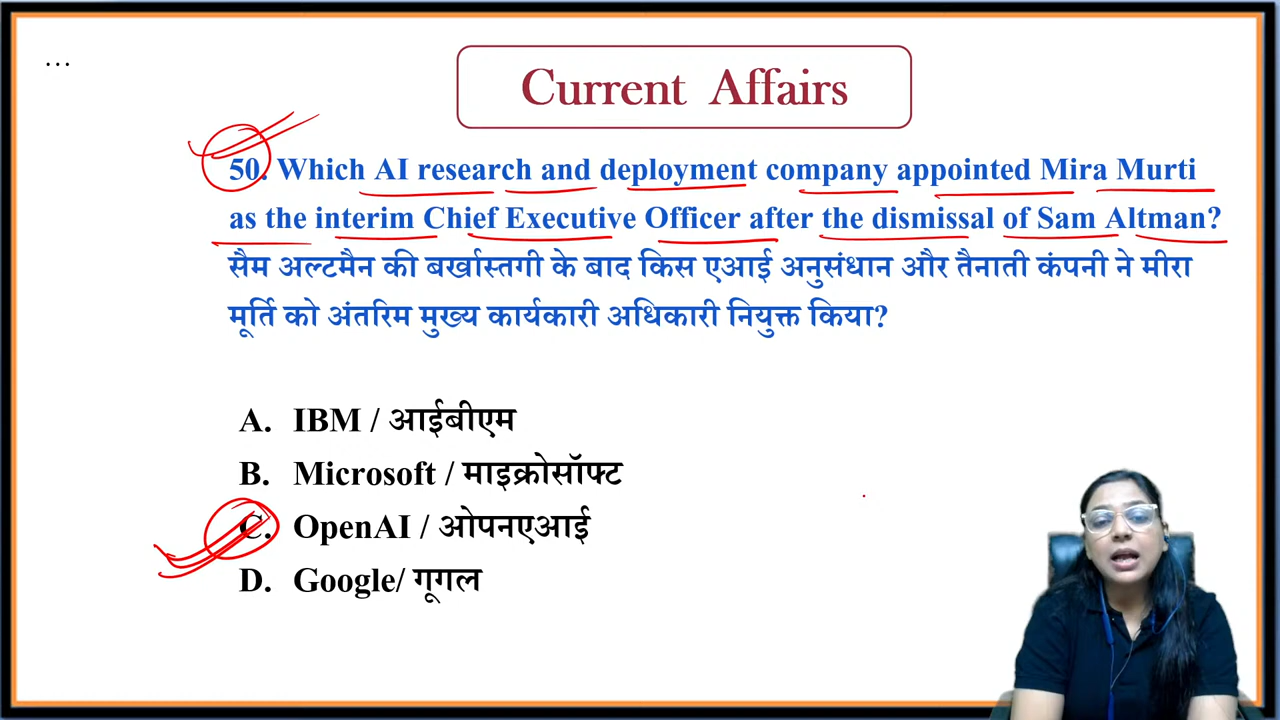 ...
Current Affairs
50. Which AI research and deployment company appointed Mira Murti
as the interim Chief Executive Officer after the dismissal of Sam Altman?
सैम अल्टमैन की बर्खास्तगी के बाद किस एआई अनुसंधान और तैनाती कंपनी ने मीरा
मूर्ति को अंतरिम मुख्य कार्यकारी अधिकारी नियुक्त किया?
A. IBM / आईबीएम
B. Microsoft / माइक्रोसॉफ्ट
C. OpenAI / ओपनएआई
D. Google/ गूगल